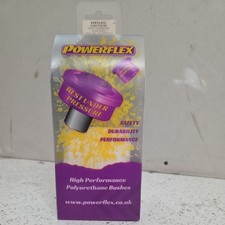 POWERFLEX
BEST UNDER
PRESSURE
SAFETY
DURABILITY
PERFORMANCE
High Performance
Polyurethane Bushes
www.powerflex.co.uk